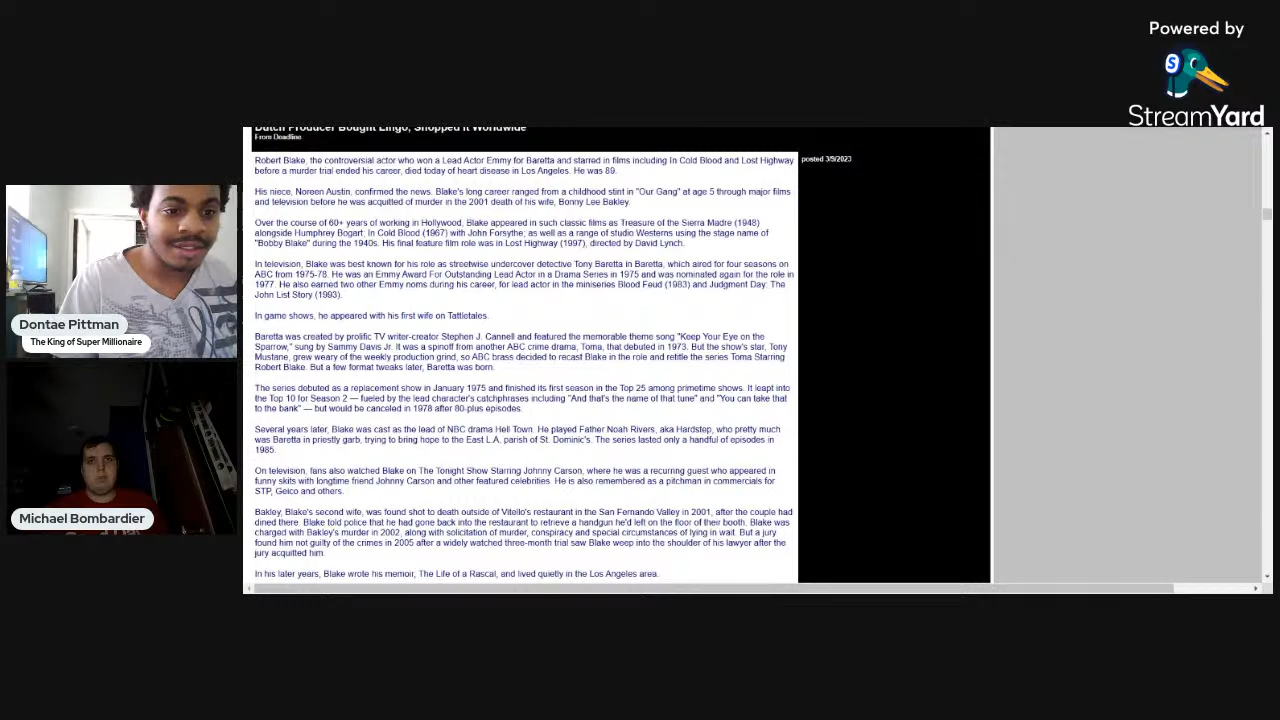 Powered by
S
StreamYard
Dutch Producer Bought Lingo, Shopped It Worldwide
From Deadline
posted 3/9/2023
Robert Blake, the controversial actor who won a Lead Actor Emmy for Baretta and starred in films including In Cold Blood and Lost Highway
before a murder trial ended his career, died today of heart disease in Los Angeles. He was 89.
His niece, Noreen Austin, confirmed the news. Blake's long career ranged from a childhood stint in "Our Gang" at age 5 through major films
and television before he was acquitted of murder in the 2001 death of his wife, Bonny Lee Bakley.
Over the course of 60+ years of working in Hollywood, Blake appeared in such classic films as Treasure of the Sierra Madre (1948)
alongside Humphrey Bogart; In Cold Blood (1967) with John Forsythe; as well as a range of studio Westerns using the stage name of
"Bobby Blake" during the 1940s. His final feature film role was in Lost Highway (1997), directed by David Lynch.
In television, Blake was best known for his role as streetwise undercover detective Tony Baretta in Baretta, which aired for four seasons on
ABC from 1975-78. He was an Emmy Award For Outstanding Lead Actor in a Drama Series in 1975 and was nominated again for the role in
1977. He also earned two other Emmy noms during his career, for lead actor in the miniseries Blood Feud (1983) and Judgment Day: The
John List Story (1993).
In game shows, he appeared with his first wife on Tattletales.
Baretta was created by prolific TV writer-creator Stephen J. Cannell and featured the memorable theme song "Keep Your Eye on the
Sparrow," sung by Sammy Davis Jr. It was a spinoff from another ABC crime drama, Toma, that debuted in 1973. But the show's star, Tony
Mustane, grew weary of the weekly production grind, so ABC brass decided to recast Blake in the role and retitle the series Toma Starring
Robert Blake. But a few format tweaks later, Baretta was born.
The series debuted as a replacement show in January 1975 and finished its first season in the Top 25 among primetime shows. It leapt into
the Top 10 for Season 2 — fueled by the lead character's catchphrases including "And that's the name of that tune" and "You can take that
to the bank" — but would be canceled in 1978 after 80-plus episodes.
Several years later, Blake was cast as the lead of NBC drama Hell Town. He played Father Noah Rivers, aka Hardstep, who pretty much
was Baretta in priestly garb, trying to bring hope to the East L.A. parish of St. Dominic's. The series lasted only a handful of episodes in
1985.
On television, fans also watched Blake on The Tonight Show Starring Johnny Carson, where he was a recurring guest who appeared in
funny skits with longtime friend Johnny Carson and other featured celebrities. He is also remembered as a pitchman in commercials for
STP, Geico and others.
Bakley, Blake's second wife, was found shot to death outside of Vitello's restaurant in the San Fernando Valley in 2001, after the couple had
dined there. Blake told police that he had gone back into the restaurant to retrieve a handgun he'd left on the floor of their booth. Blake was
charged with Bakley's murder in 2002, along with solicitation of murder, conspiracy and special circumstances of lying in wait. But a jury
found him not guilty of the crimes in 2005 after a widely watched three-month trial saw Blake weep into the shoulder of his lawyer after the
jury acquitted him.
In his later years, Blake wrote his memoir, The Life of a Rascal, and lived quietly in the Los Angeles area.
Dontae Pittman
The King of Super Millionaire
Michael Bombardier